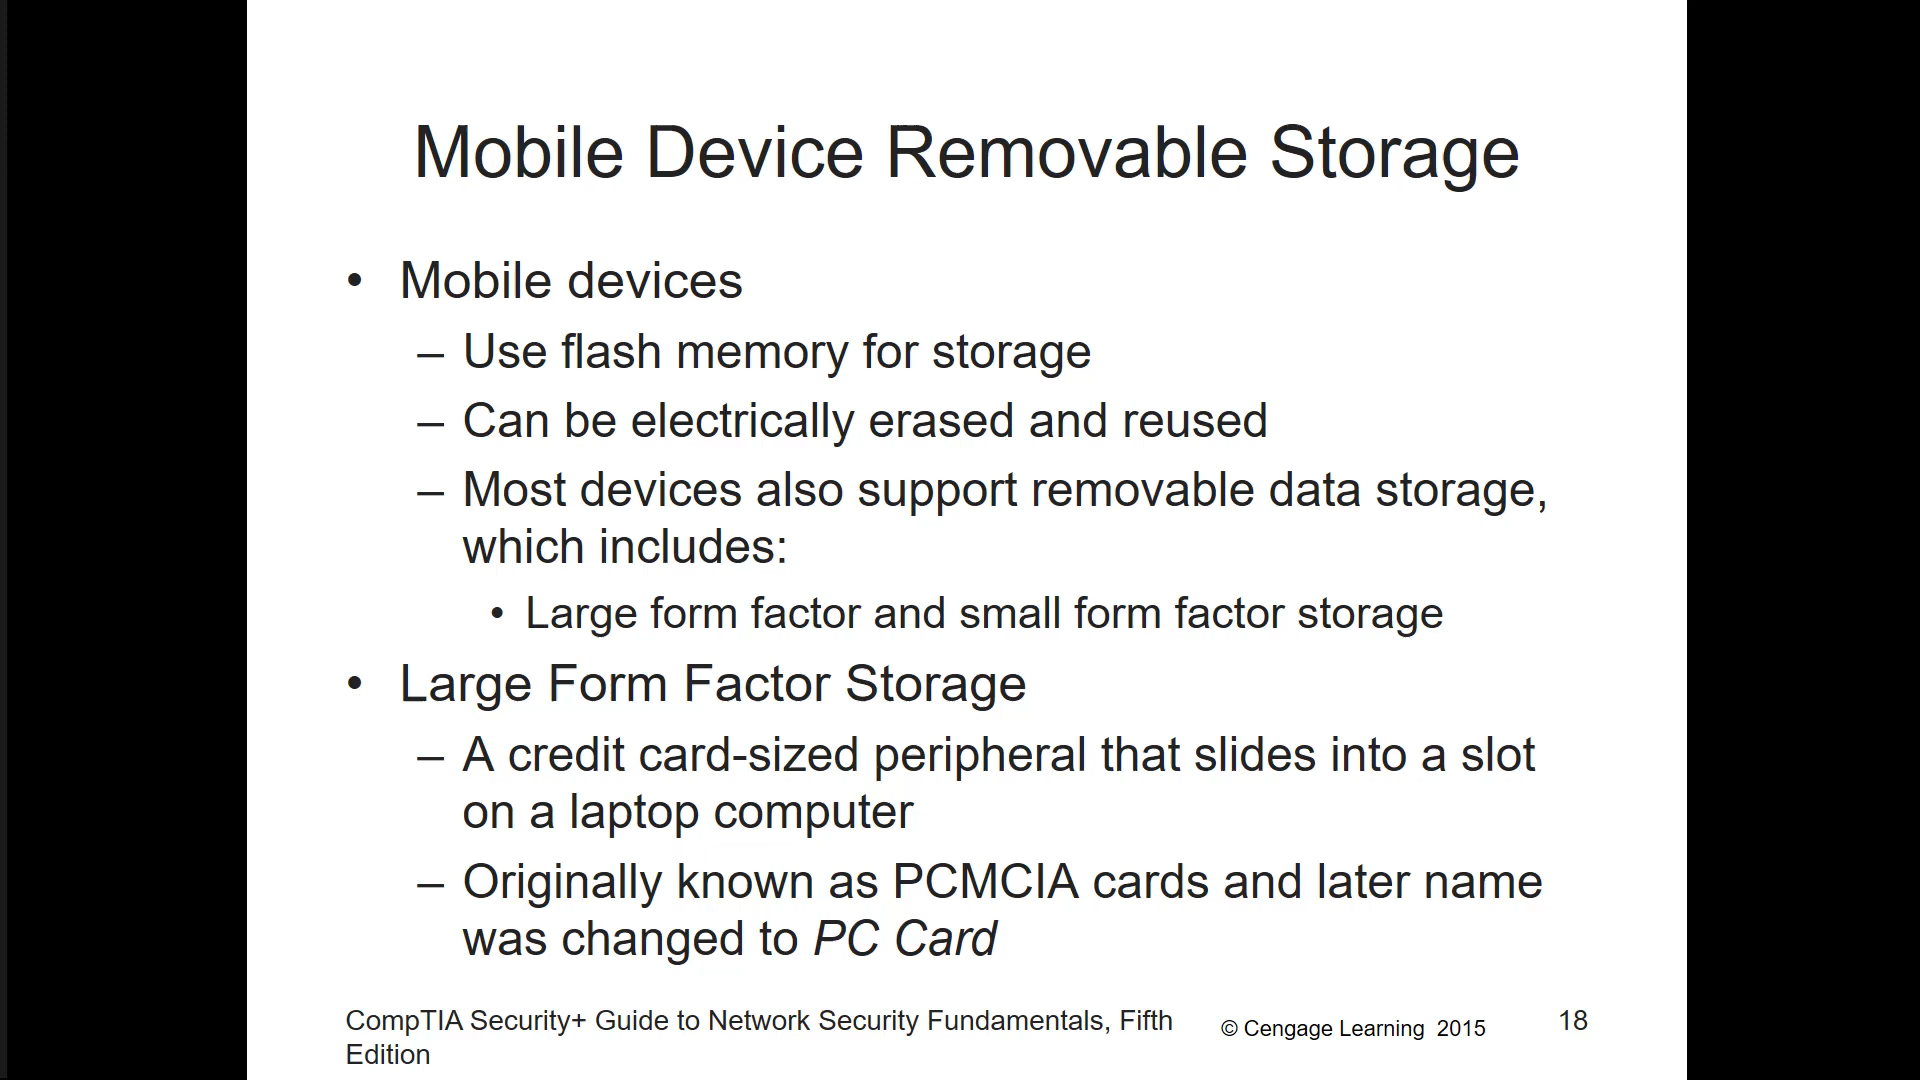 Mobile Device Removable Storage
• Mobile devices
– Use flash memory for storage
– Can be electrically erased and reused
– Most devices also support removable data storage,
which includes:
• Large form factor and small form factor storage
• Large Form Factor Storage
– A credit card-sized peripheral that slides into a slot
on a laptop computer
– Originally known as PCMCIA cards and later name
was changed to PC Card
CompTIA Security+ Guide to Network Security Fundamentals, Fifth
Edition
© Cengage Learning 2015
18